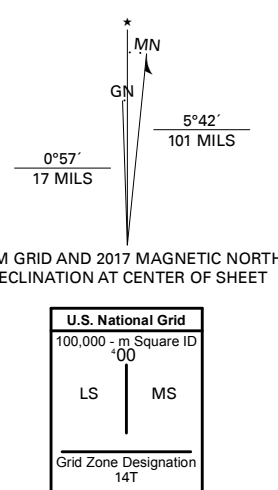 ★
MN
GN
5°42´
101 MILS
0°57´
17 MILS
M GRID AND 2017 MAGNETIC NORTH
ECLINATION AT CENTER OF SHEET
U.S. National Grid
100,000 - m Square ID
⁴00
LS MS
Grid Zone Designation
14T